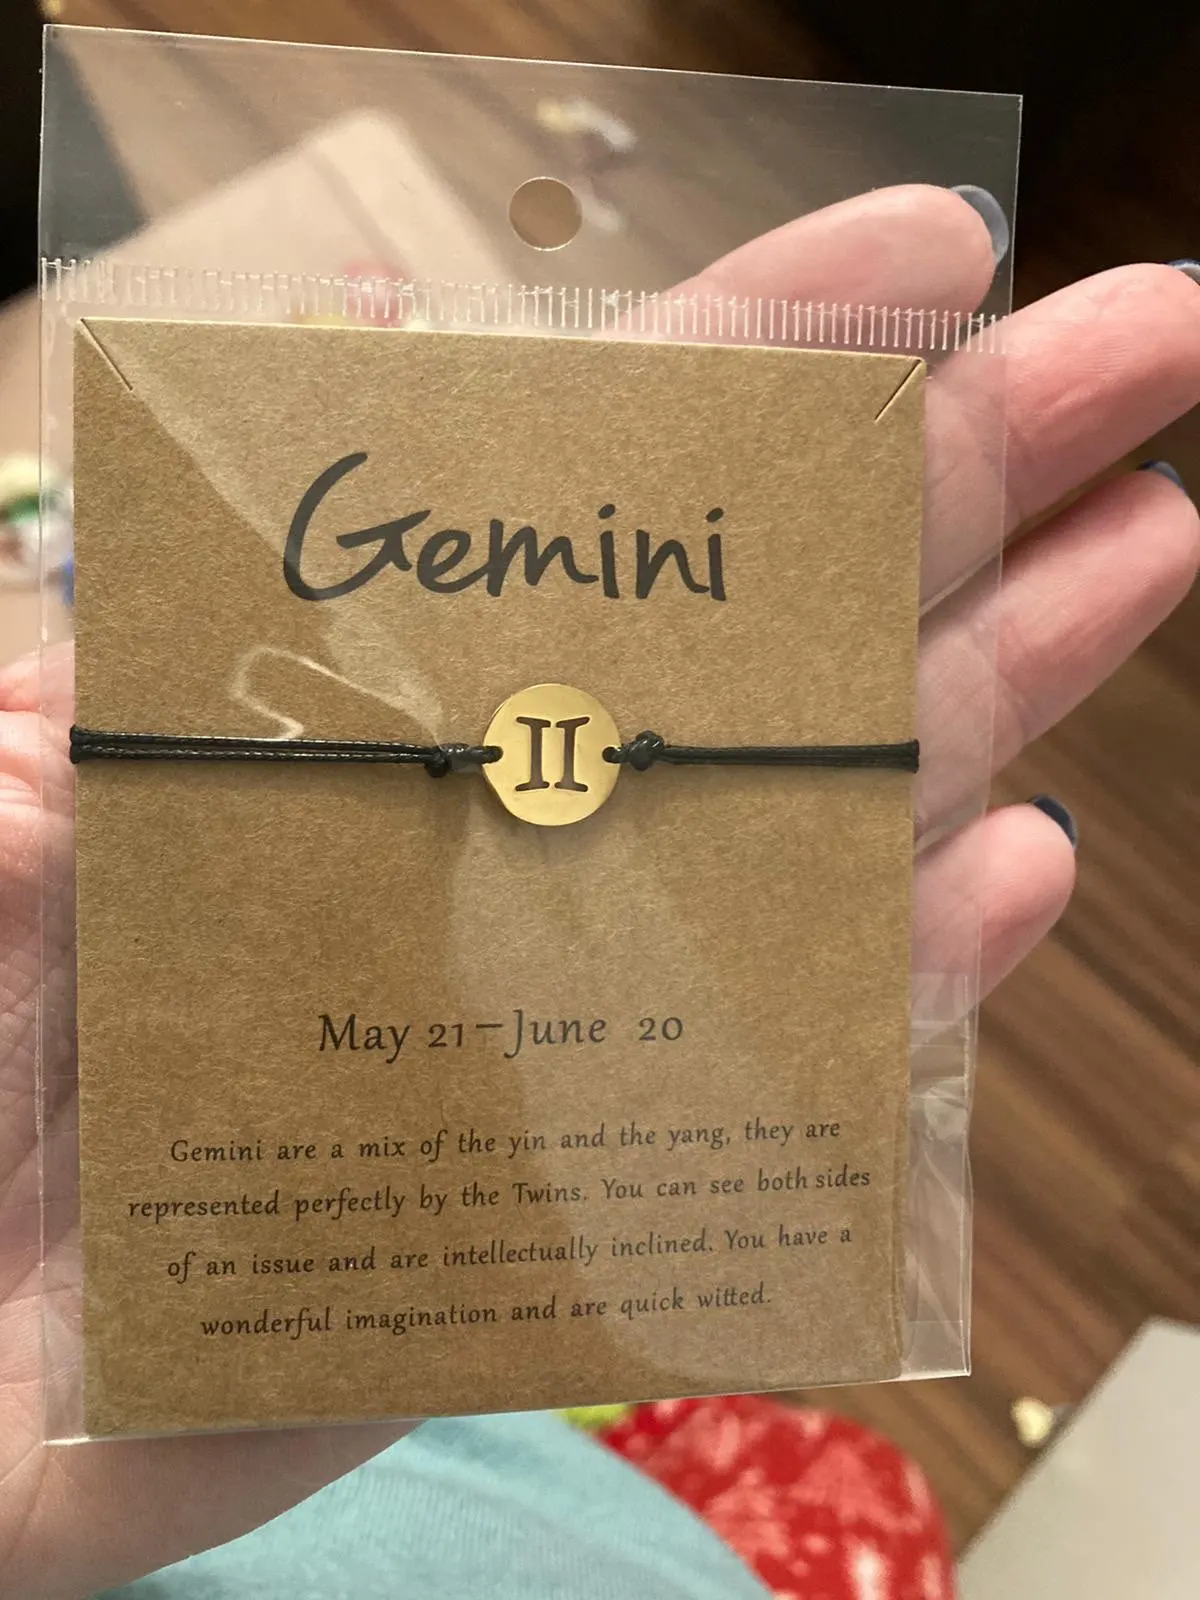 Gemini
II
May 21-June 20
Gemini are a mix of the yin and the yang, they are
represented perfectly by the Twins. You can see both sides
of an issue and are intellectually inclined. You have a
wonderful imagination and are quick witted.